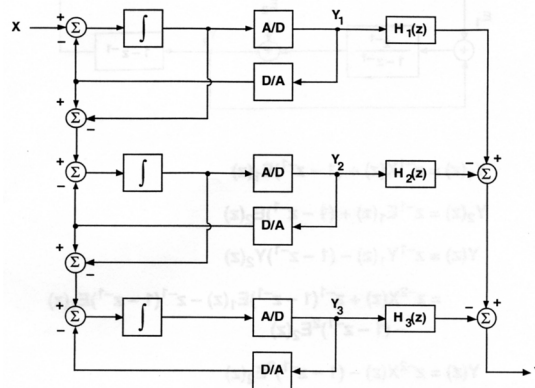 Y₁
X + Σ ∫ A/D H₁(z)
−
D/A
+
Σ −
Y₂
+ Σ ∫ A/D H₂(z) − + Σ
−
D/A
+
Σ −
Y₃
+ Σ ∫ A/D H₃(z) − + Σ
−
D/A
Y